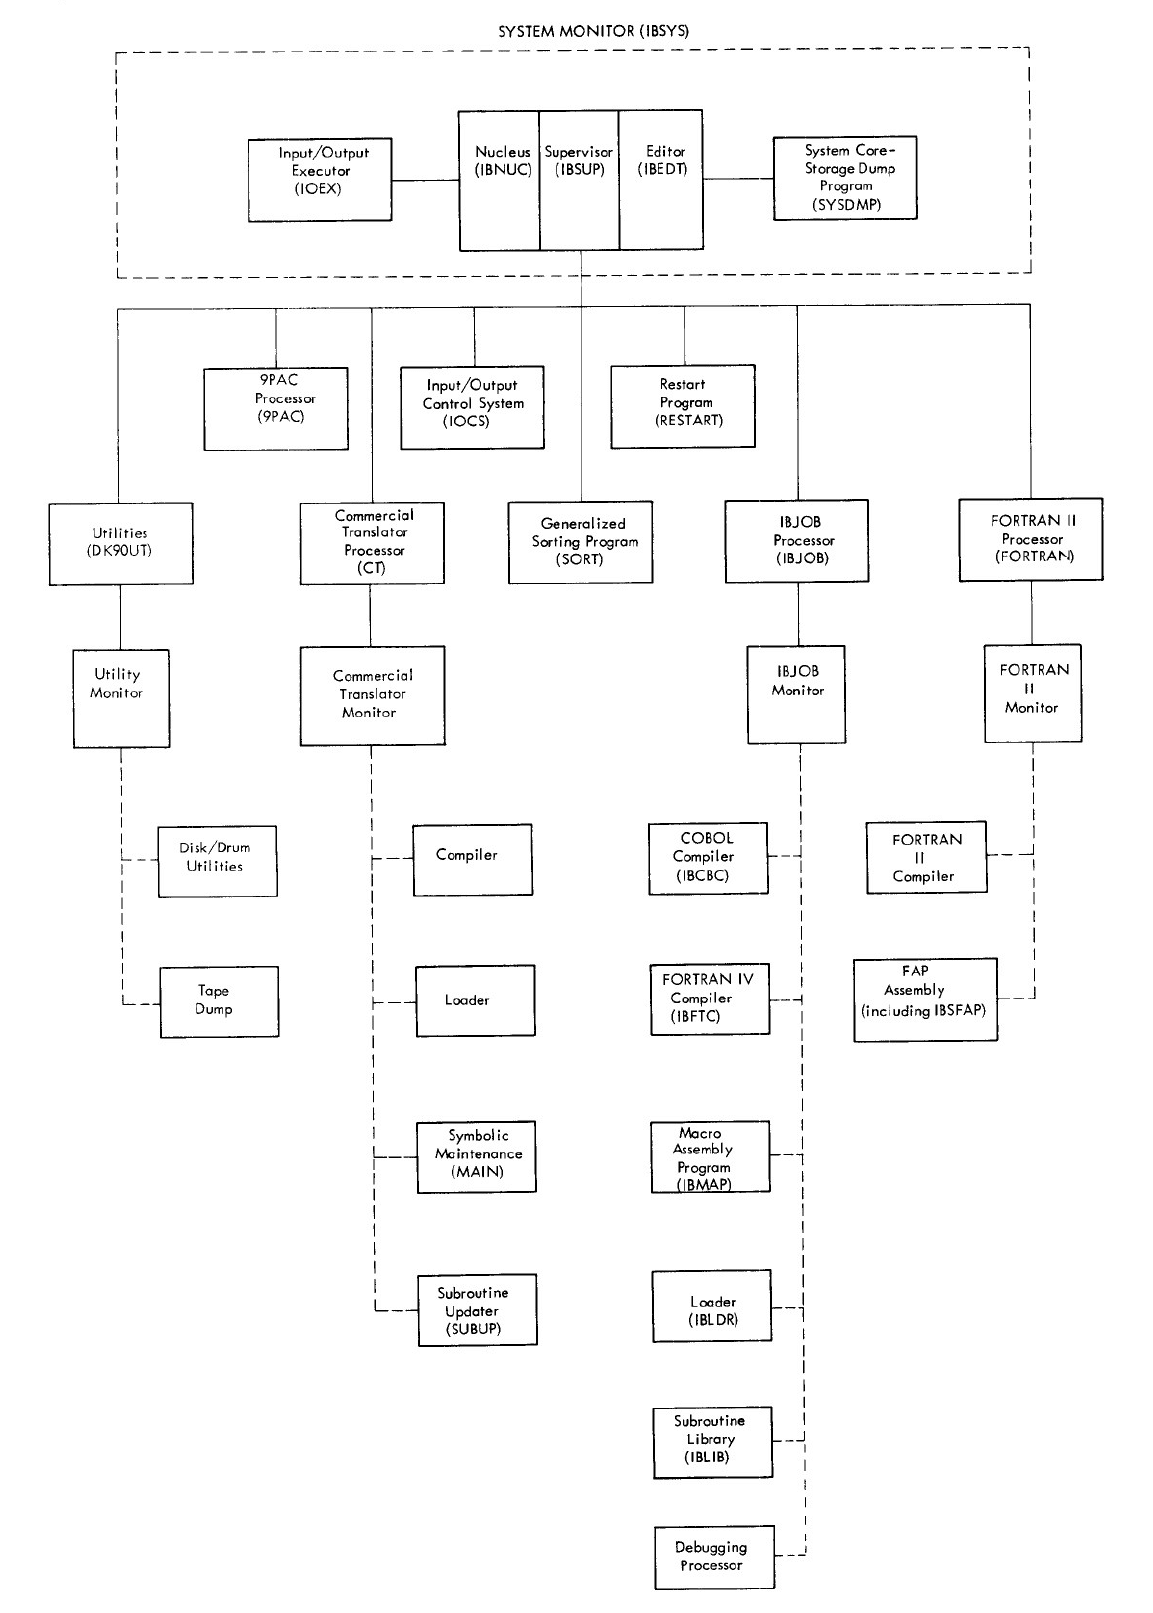 SYSTEM MONITOR (IBSYS)
Input/Output
Executor
(IOEX)
Nucleus
(IBNUC)
Supervisor
(IBSUP)
Editor
(IBEDT)
System Core-
Storage Dump
Program
(SYSDMP)
9PAC
Processor
(9PAC)
Input/Output
Control System
(IOCS)
Restart
Program
(RESTART)
Utilities
(DK90UT)
Commercial
Translator
Processor
(CT)
Generalized
Sorting Program
(SORT)
IBJOB
Processor
(IBJOB)
FORTRAN II
Processor
(FORTRAN)
Utility
Monitor
Commercial
Translator
Monitor
IBJOB
Monitor
FORTRAN
II
Monitor
Disk/Drum
Utilities
Compiler
COBOL
Compiler
(IBCBC)
FORTRAN
II
Compiler
Tape
Dump
Loader
FORTRAN IV
Compiler
(IBFTC)
FAP
Assembly
(including IBSFAP)
Symbolic
Maintenance
(MAIN)
Macro
Assembly
Program
(IBMAP)
Subroutine
Updater
(SUBUP)
Loader
(IBLDR)
Subroutine
Library
(IBLIB)
Debugging
Processor